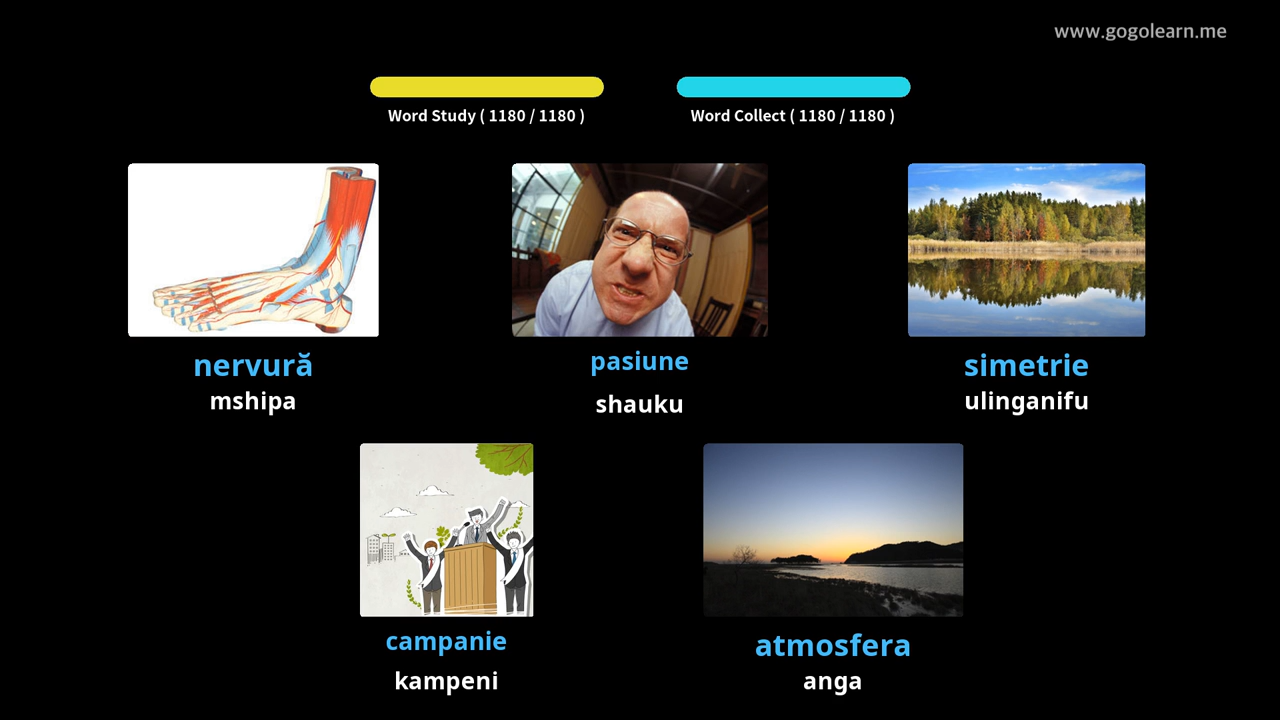 www.gogolearn.me
Word Study ( 1180 / 1180 )
Word Collect ( 1180 / 1180 )
nervură
mshipa
pasiune
shauku
simetrie
ulinganifu
campanie
kampeni
atmosfera
anga